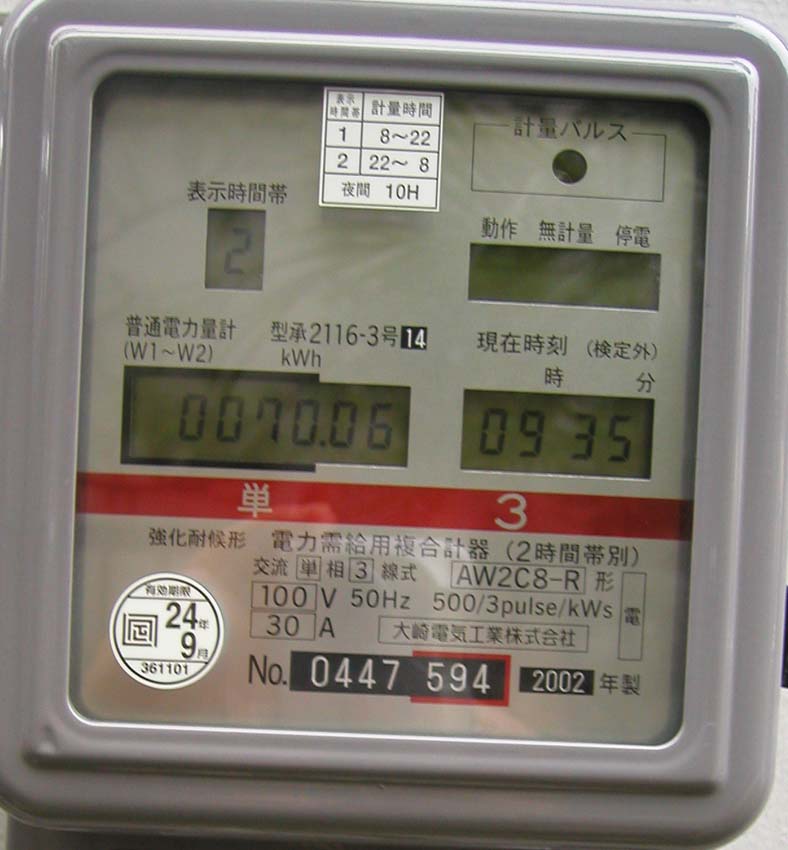 表示時間帯 計量時間
1 8～22
2 22～ 8
夜間 10H
計量パルス
表示時間帯
2
動作 無計量 停電
普通電力量計 型承2116-3号14
(W1～W2) kWh
0070.06
現在時刻 (検定外)
時 分
09 35
単 3
強化耐候形 電力需給用複合計器 (2時間帯別)
交流 単 相 3 線式 AW2C8-R 形
100 V 50Hz 500/3pulse/kWs
30 A 大崎電気工業株式会社
電
有効期限
24年
9月
361101
No. 0447 594 2002 年製